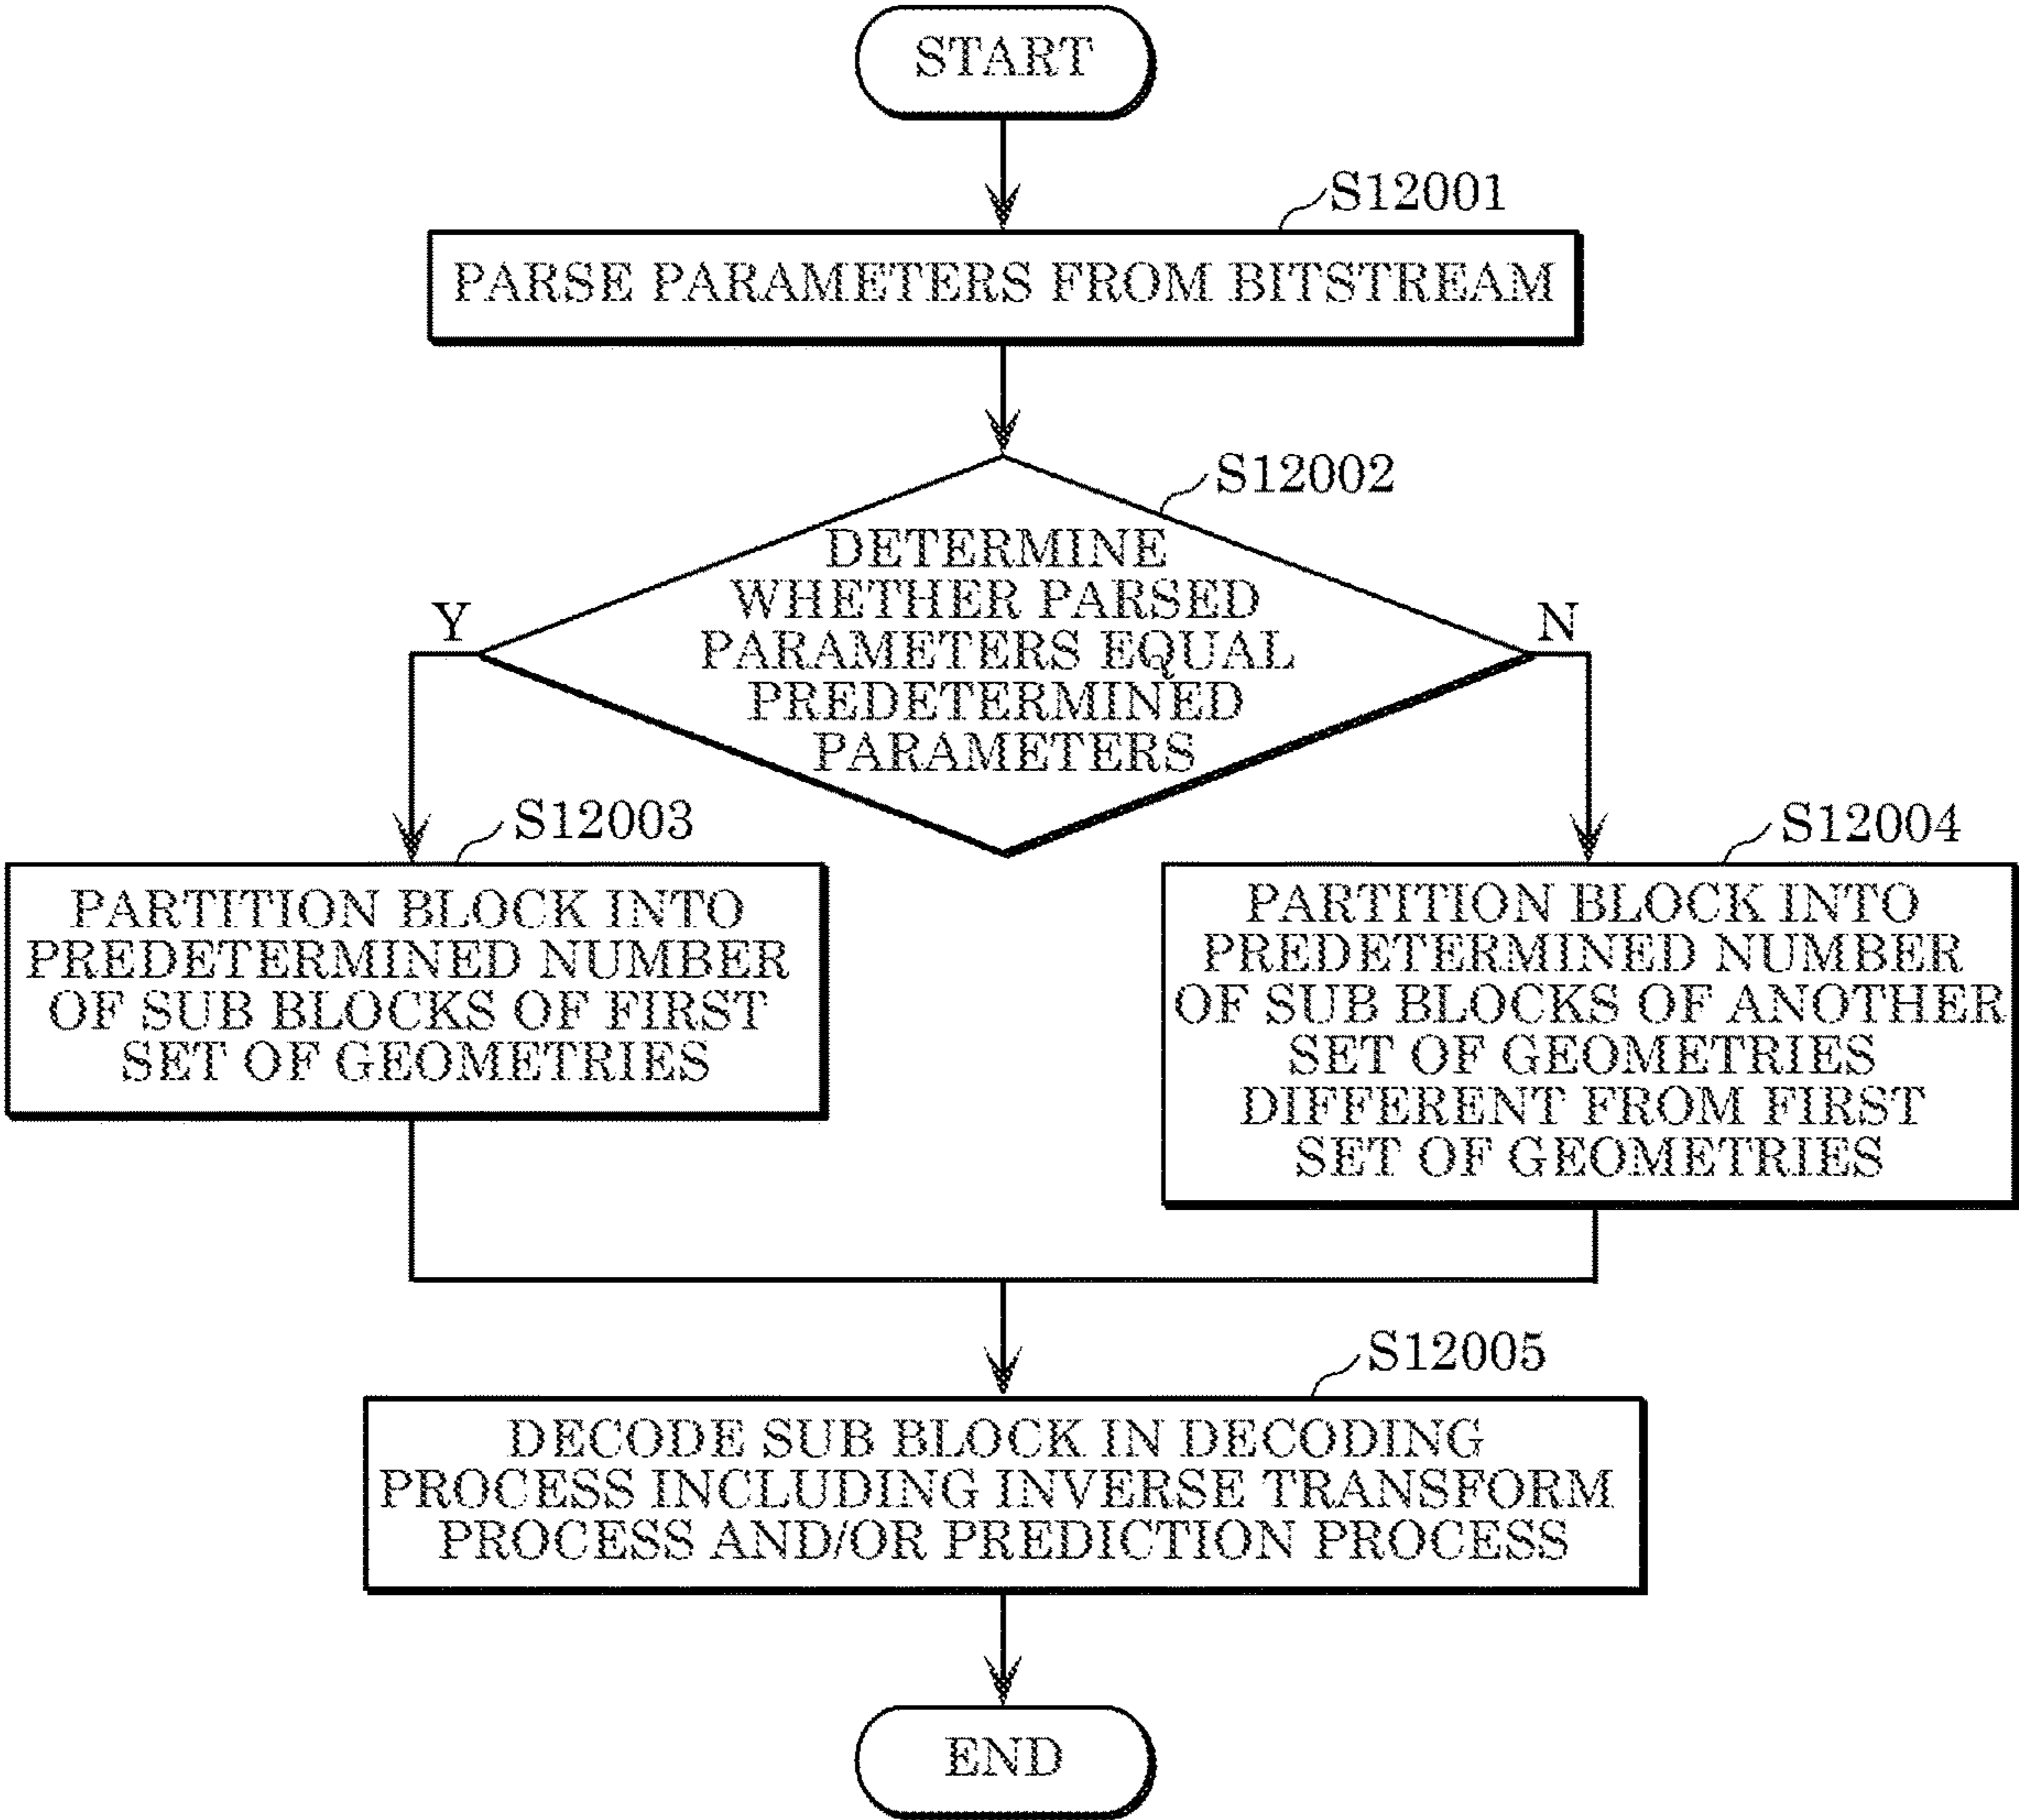 START
S12001
PARSE PARAMETERS FROM BITSTREAM
S12002
DETERMINE
WHETHER PARSED
PARAMETERS EQUAL
PREDETERMINED
PARAMETERS
Y
N
S12003
PARTITION BLOCK INTO
PREDETERMINED NUMBER
OF SUB BLOCKS OF FIRST
SET OF GEOMETRIES
S12004
PARTITION BLOCK INTO
PREDETERMINED NUMBER
OF SUB BLOCKS OF ANOTHER
SET OF GEOMETRIES
DIFFERENT FROM FIRST
SET OF GEOMETRIES
S12005
DECODE SUB BLOCK IN DECODING
PROCESS INCLUDING INVERSE TRANSFORM
PROCESS AND/OR PREDICTION PROCESS
END